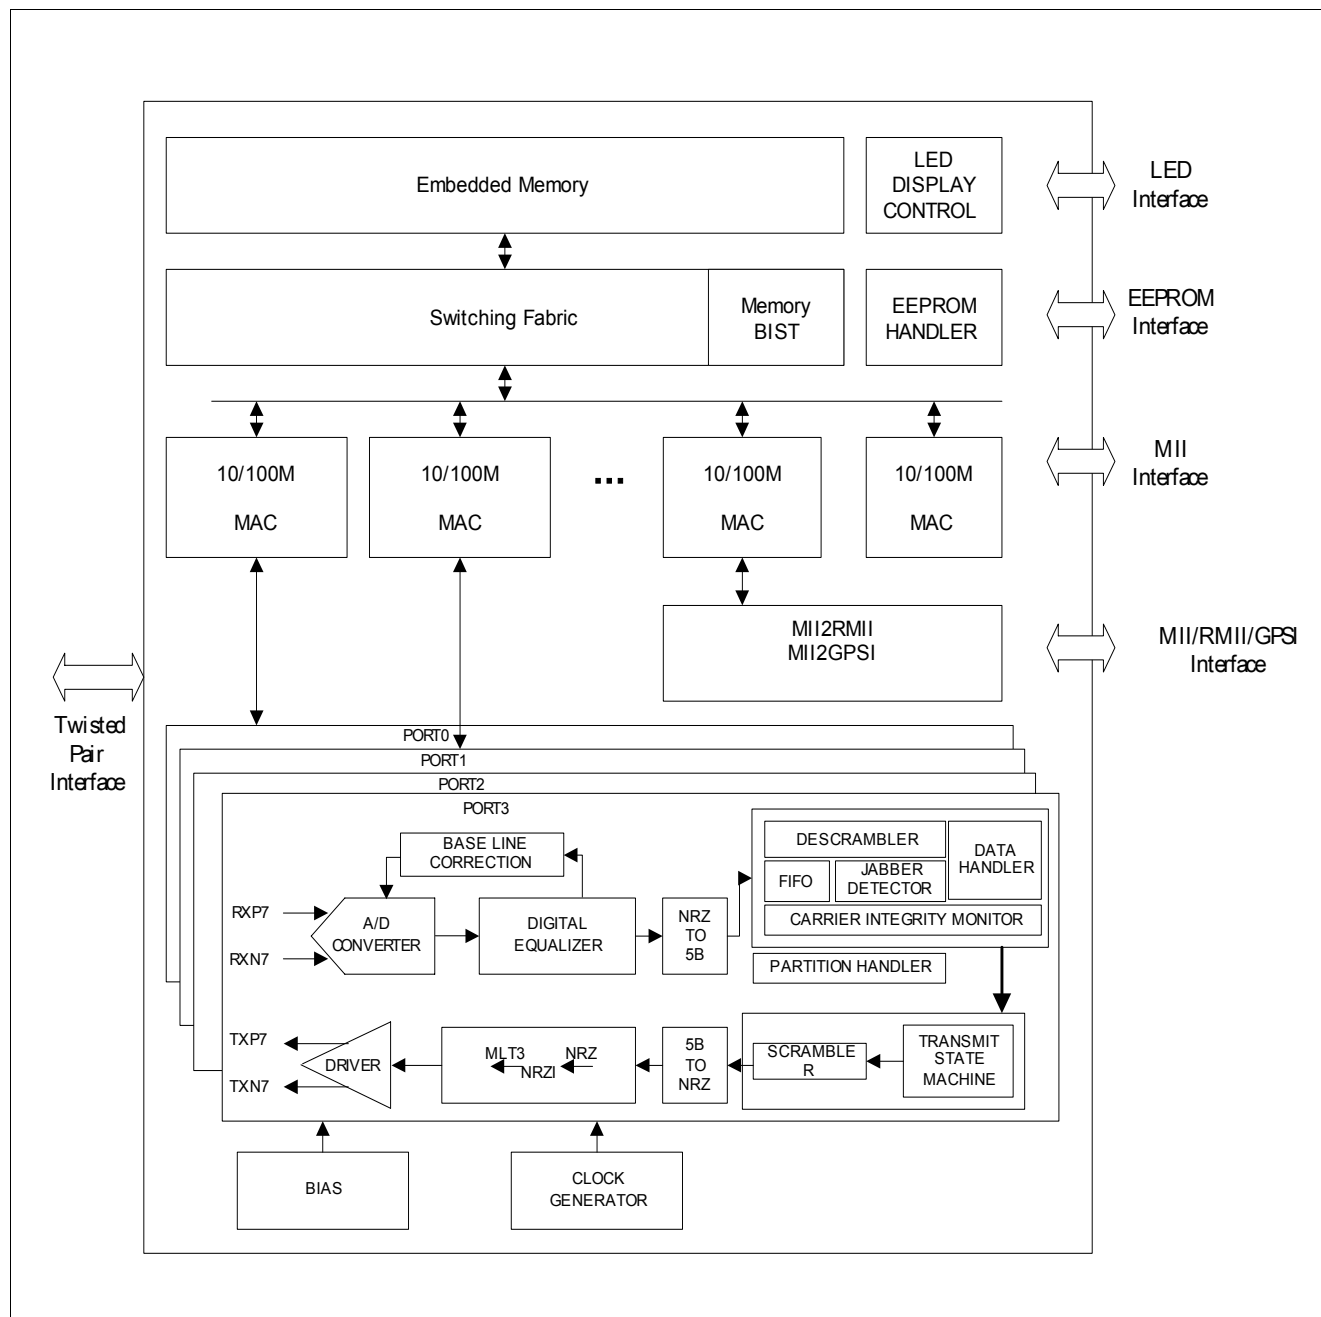 Embedded Memory
LED
DISPLAY
CONTROL
LED
Interface
Switching Fabric
Memory
BIST
EEPROM
HANDLER
EEPROM
Interface
10/100M
MAC
10/100M
MAC
...
10/100M
MAC
10/100M
MAC
MII
Interface
MII2RMII
MII2GPSI
MII/RMII/GPSI
Interface
Twisted
Pair
Interface
PORT0
PORT1
PORT2
PORT3
BASE LINE
CORRECTION
DESCRAMBLER
DATA
HANDLER
FIFO
JABBER
DETECTOR
CARRIER INTEGRITY MONITOR
RXP7
RXN7
A/D
CONVERTER
DIGITAL
EQUALIZER
NRZ
TO
5B
PARTITION HANDLER
TXP7
TXN7
DRIVER
MLT3
NRZI
NRZ
5B
TO
NRZ
SCRAMBLE
R
TRANSMIT
STATE
MACHINE
BIAS
CLOCK
GENERATOR